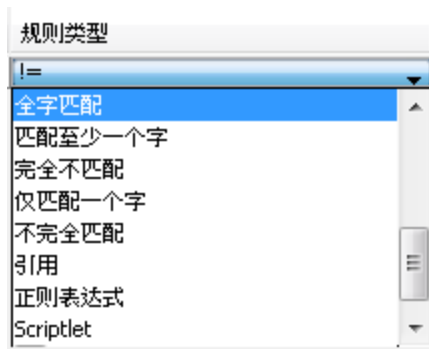 规则类型
!=
全字匹配
匹配至少一个字
完全不匹配
仅匹配一个字
不完全匹配
引用
正则表达式
Scriptlet